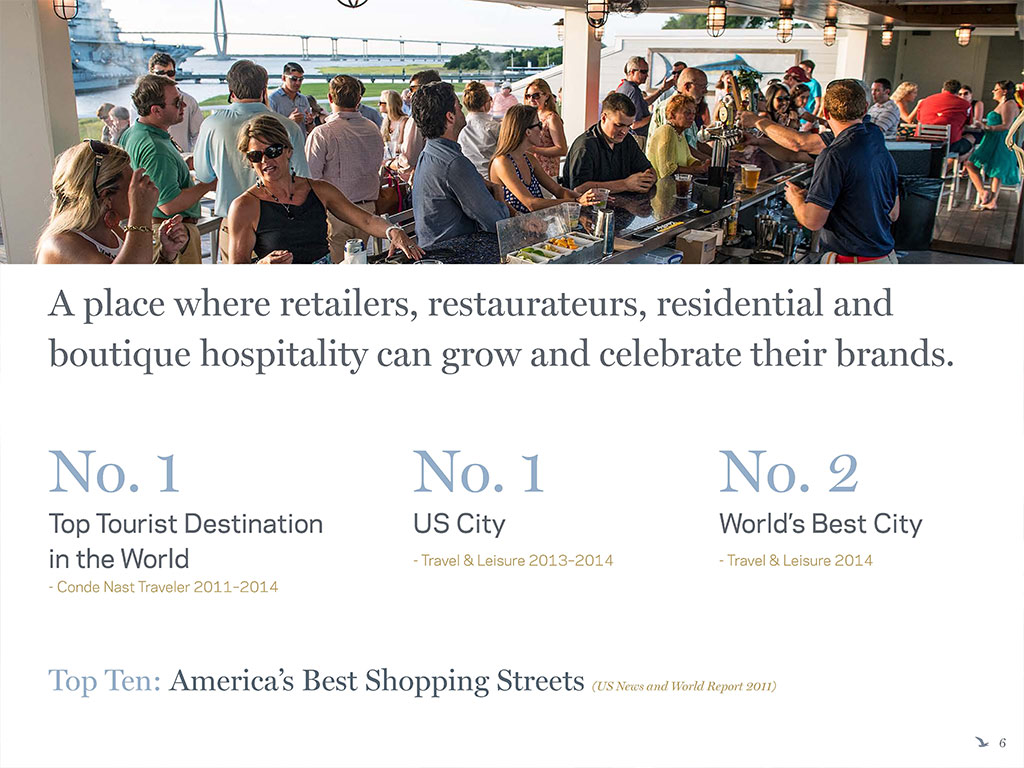 A place where retailers, restaurateurs, residential and
boutique hospitality can grow and celebrate their brands.
No. 1
Top Tourist Destination
in the World
- Conde Nast Traveler 2011–2014
No. 1
US City
- Travel & Leisure 2013–2014
No. 2
World’s Best City
- Travel & Leisure 2014
Top Ten: America’s Best Shopping Streets (US News and World Report 2011)
6